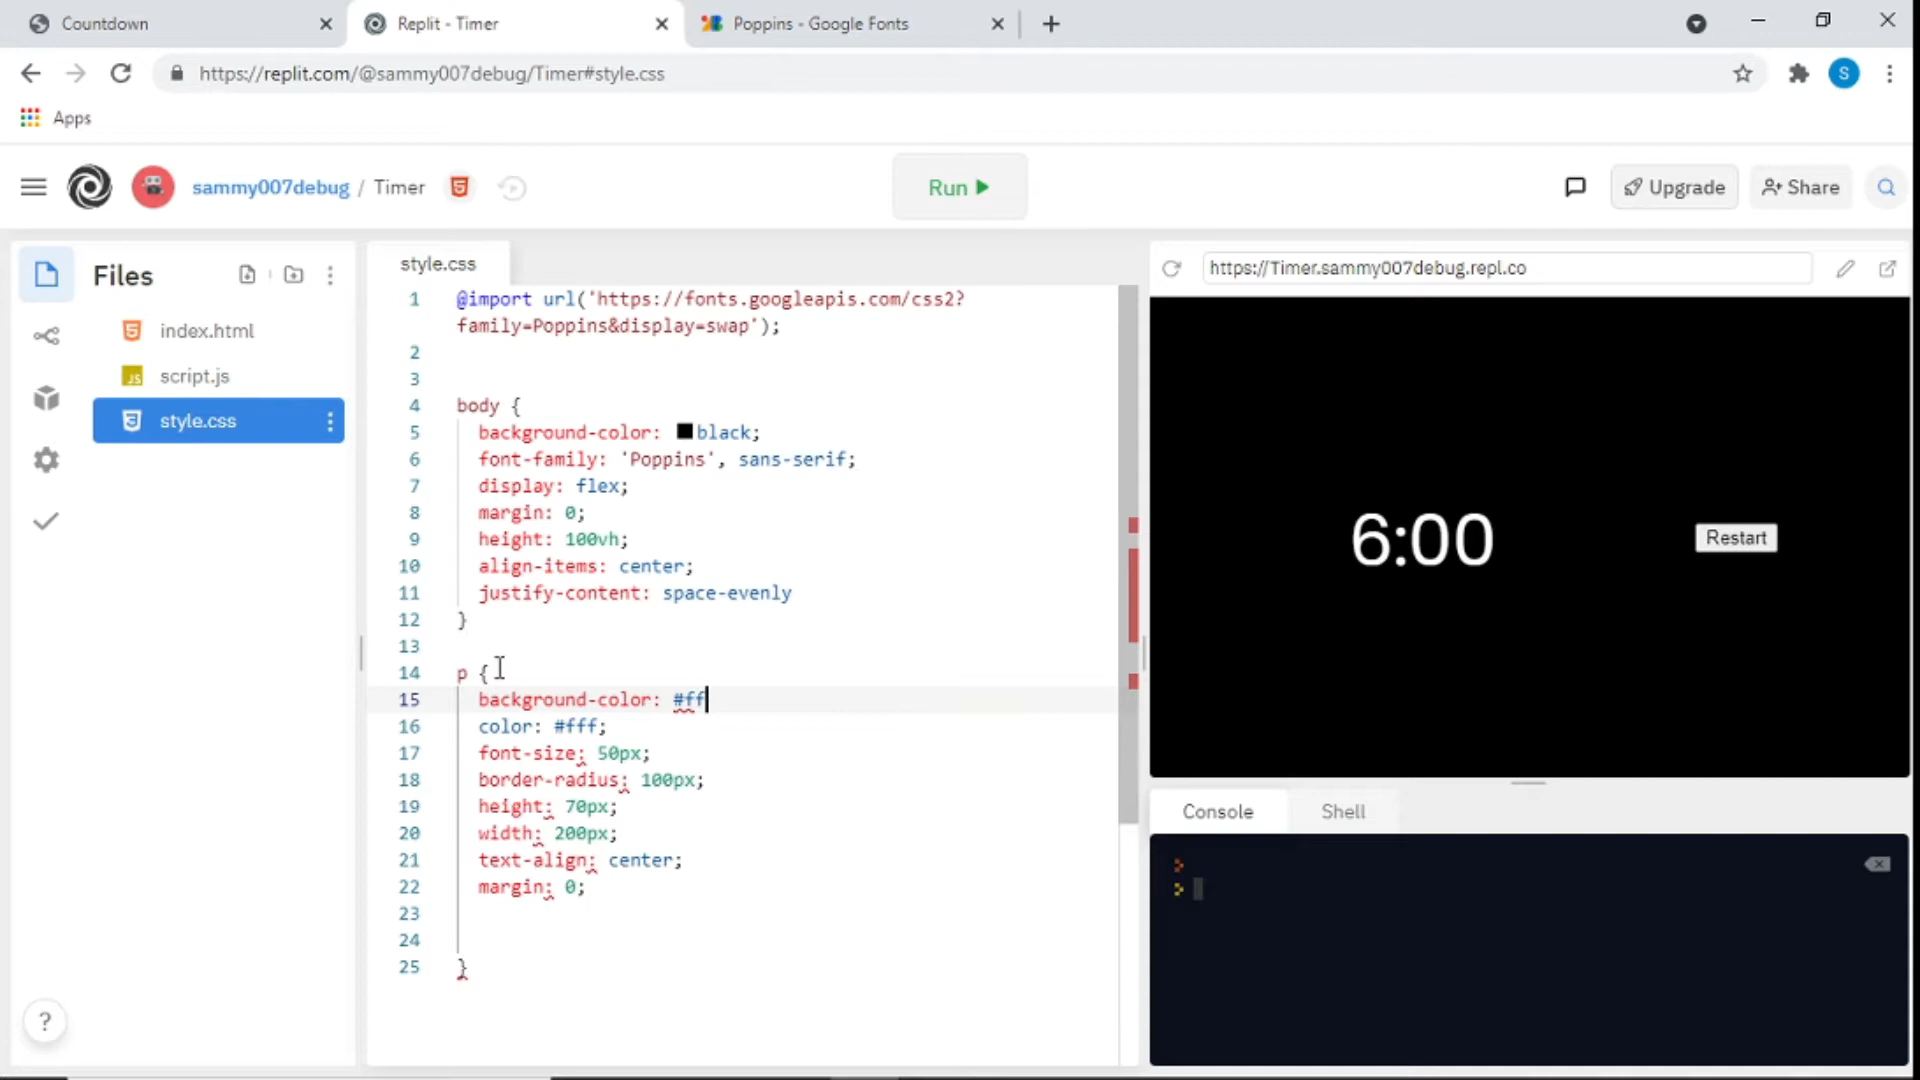 Countdown
Replit - Timer
Poppins - Google Fonts
https://replit.com/@sammy007debug/Timer#style.css
S
Apps
sammy007debug / Timer
Run
Upgrade
Share
Files
index.html
script.js
style.css
style.css
1 @import url('https://fonts.googleapis.com/css2?
family=Poppins&display=swap');
2
3
4 body {
5 background-color: black;
6 font-family: 'Poppins', sans-serif;
7 display: flex;
8 margin: 0;
9 height: 100vh;
10 align-items: center;
11 justify-content: space-evenly
12 }
13
14 p {
15 background-color: #ff
16 color: #fff;
17 font-size: 50px;
18 border-radius: 100px;
19 height: 70px;
20 width: 200px;
21 text-align: center;
22 margin: 0;
23
24
25 }
https://Timer.sammy007debug.repl.co
6:00
Restart
Console
Shell
>
>
?